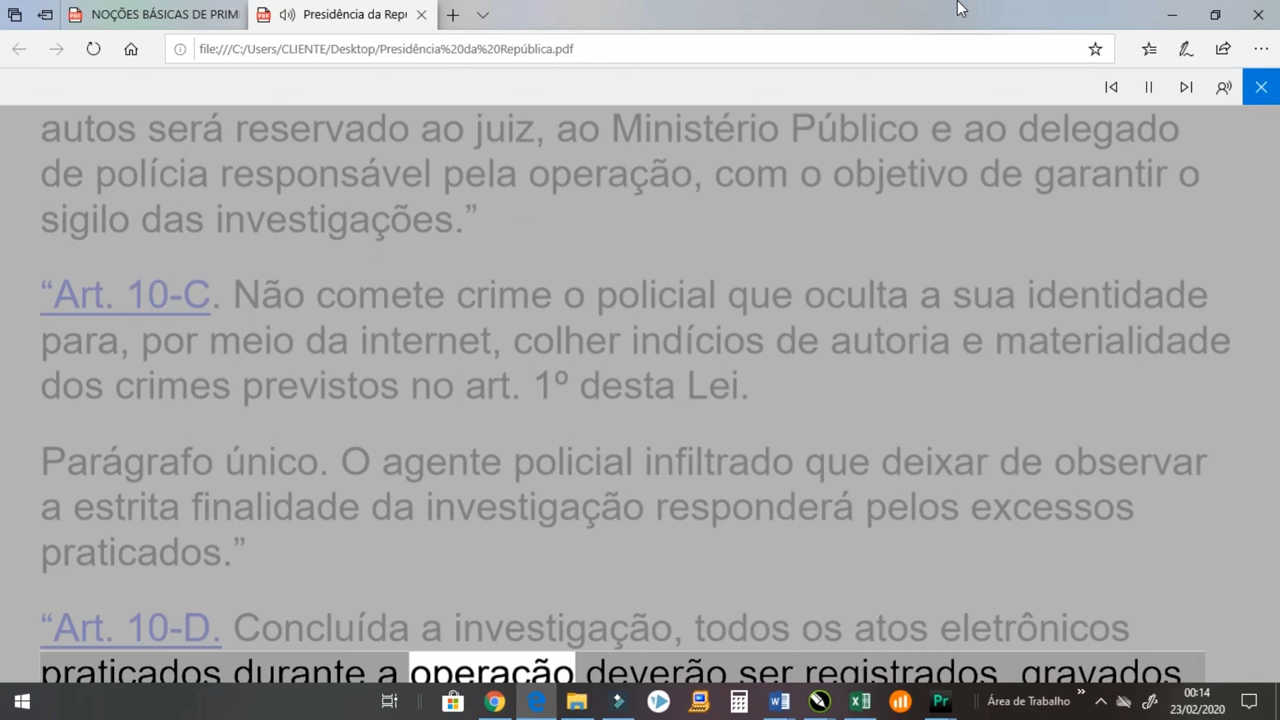 NOÇÕES BÁSICAS DE PRIM
Presidência da Repú
file:///C:/Users/CLIENTE/Desktop/Presidência%20da%20República.pdf
autos será reservado ao juiz, ao Ministério Público e ao delegado
de polícia responsável pela operação, com o objetivo de garantir o
sigilo das investigações.”
“Art. 10-C. Não comete crime o policial que oculta a sua identidade
para, por meio da internet, colher indícios de autoria e materialidade
dos crimes previstos no art. 1º desta Lei.
Parágrafo único. O agente policial infiltrado que deixar de observar
a estrita finalidade da investigação responderá pelos excessos
praticados.”
“Art. 10-D. Concluída a investigação, todos os atos eletrônicos
praticados durante a operação deverão ser registrados, gravados
Área de Trabalho
00:14
23/02/2020